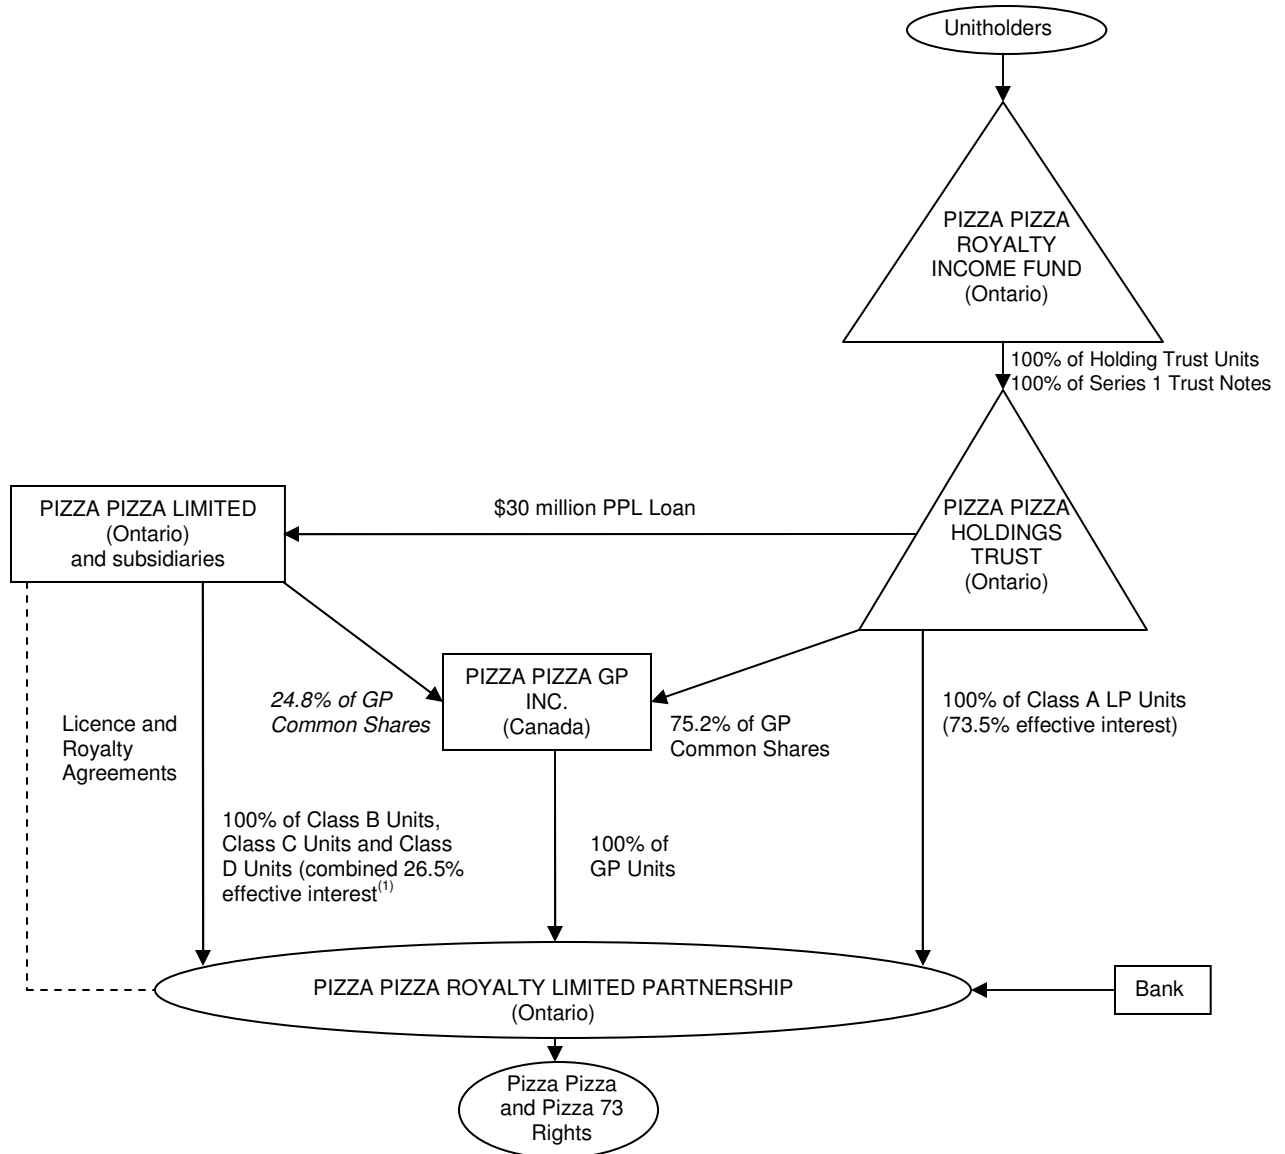 Unitholders
PIZZA PIZZA
ROYALTY
INCOME FUND
(Ontario)
100% of Holding Trust Units
100% of Series 1 Trust Notes
PIZZA PIZZA LIMITED
(Ontario)
and subsidiaries
$30 million PPL Loan
PIZZA PIZZA
HOLDINGS
TRUST
(Ontario)
PIZZA PIZZA GP
INC.
(Canada)
24.8% of GP
Common Shares
75.2% of GP
Common Shares
100% of Class A LP Units
(73.5% effective interest)
Licence and
Royalty
Agreements
100% of Class B Units,
Class C Units and Class
D Units (combined 26.5%
effective interest(1)
100% of
GP Units
PIZZA PIZZA ROYALTY LIMITED PARTNERSHIP
(Ontario)
Bank
Pizza Pizza
and Pizza 73
Rights